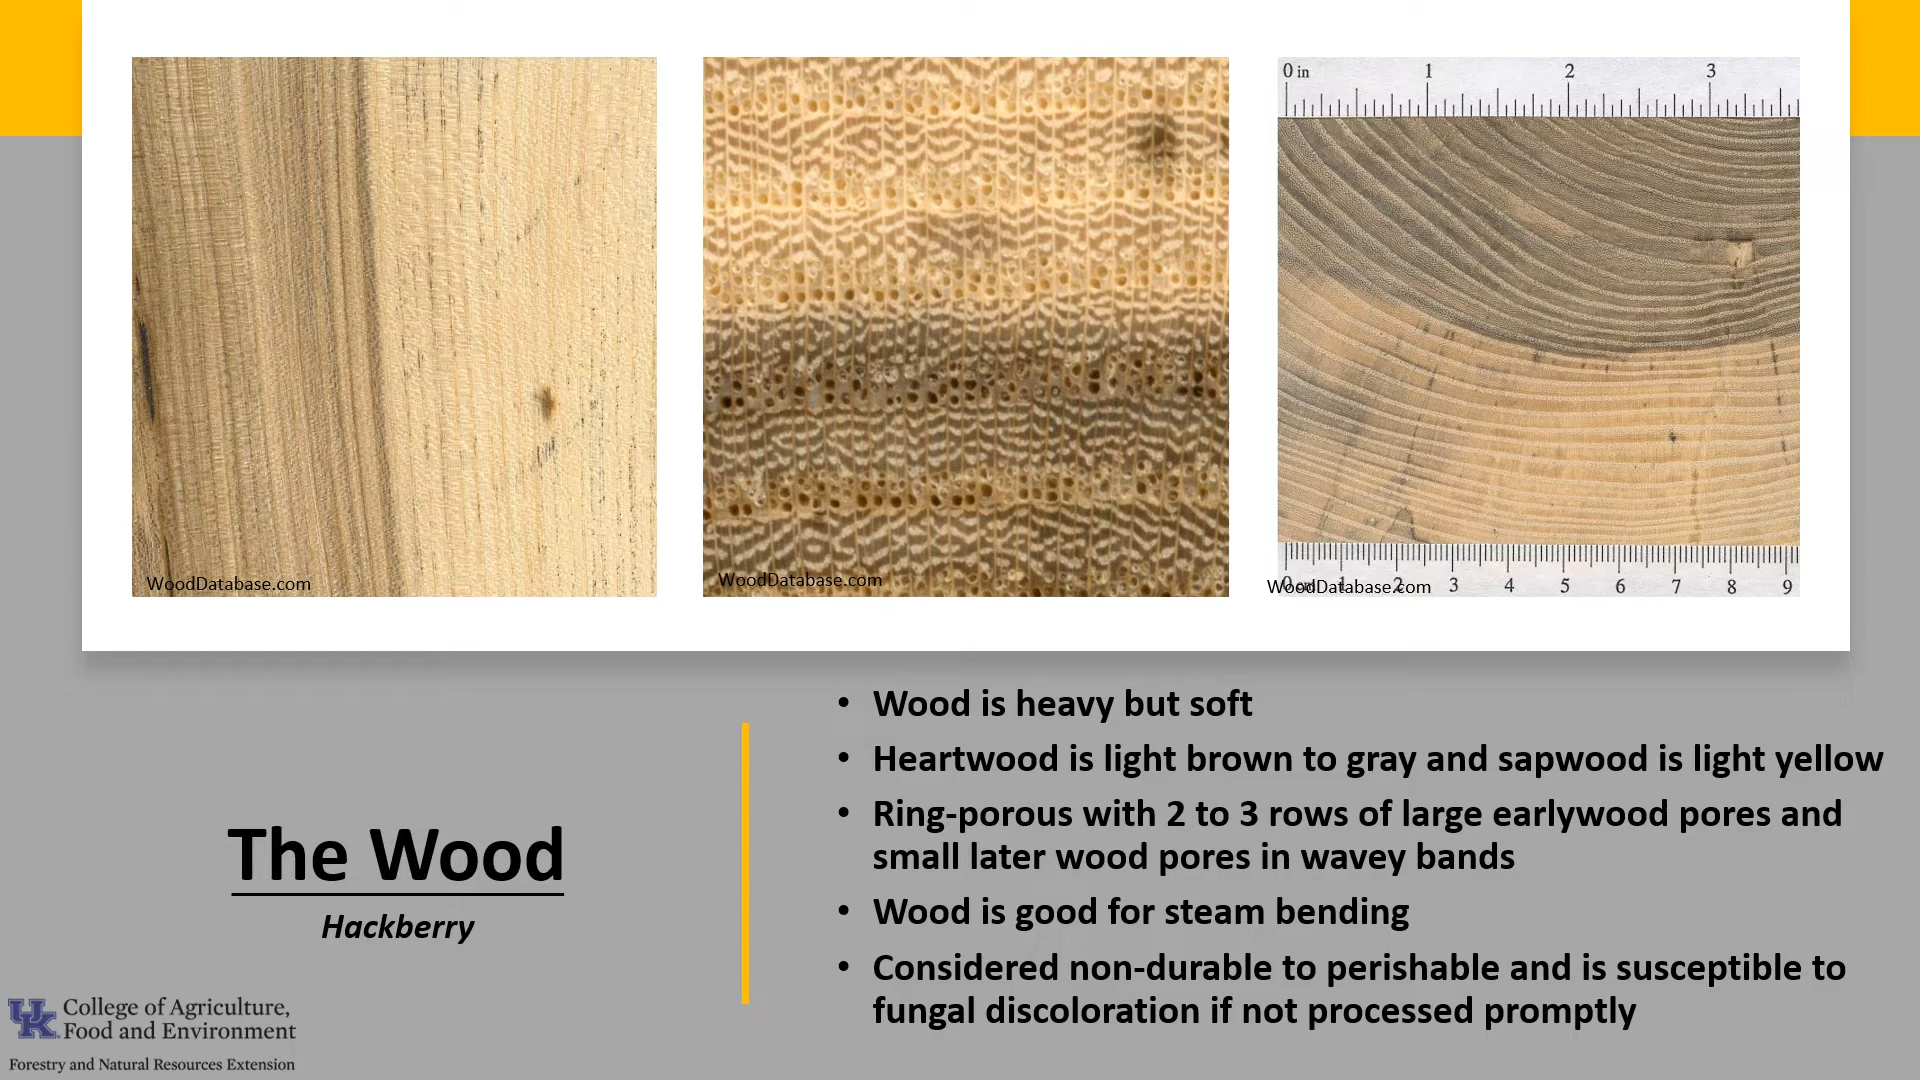 0 in 1 2 3
WoodDatabase.com
WoodDatabase.com
WoodDatabase.com
0 cm 1 2 3 4 5 6 7 8 9
• Wood is heavy but soft
• Heartwood is light brown to gray and sapwood is light yellow
• Ring-porous with 2 to 3 rows of large earlywood pores and
small later wood pores in wavey bands
• Wood is good for steam bending
• Considered non-durable to perishable and is susceptible to
fungal discoloration if not processed promptly
The Wood
Hackberry
UK College of Agriculture,
Food and Environment
Forestry and Natural Resources Extension